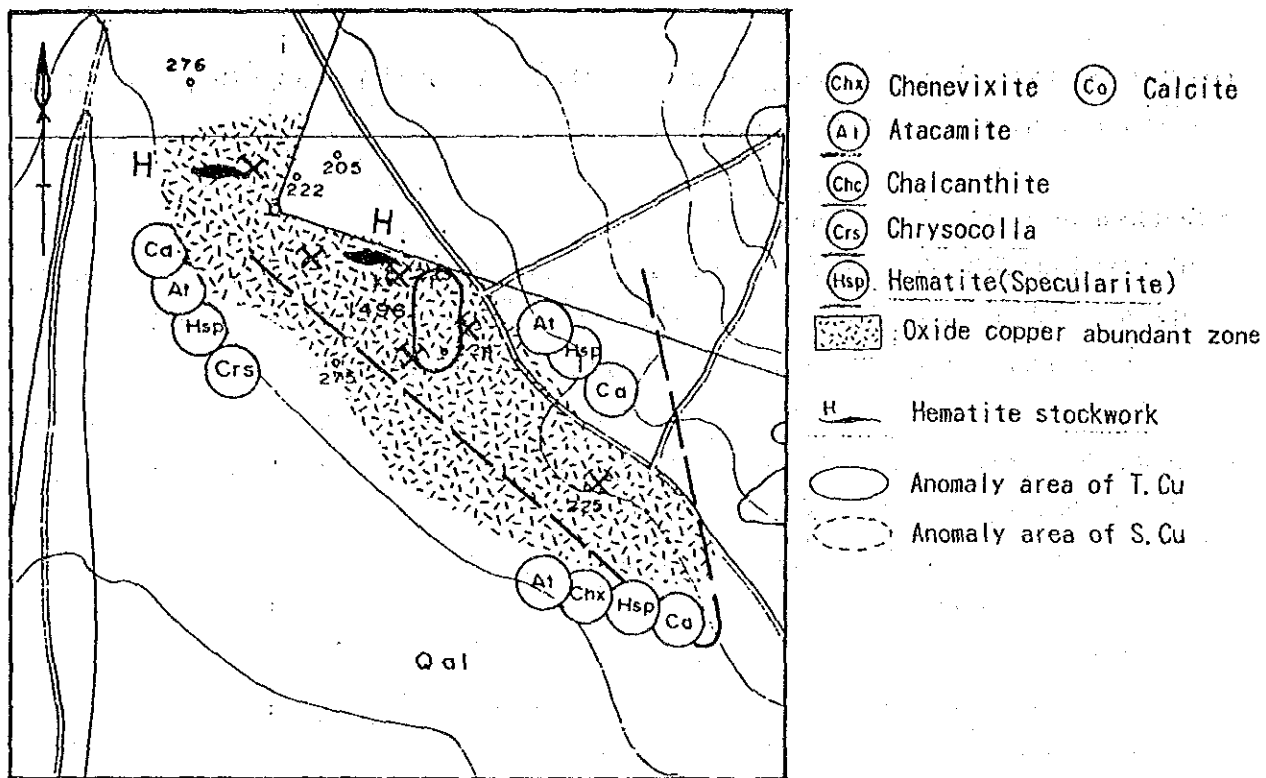 276
H
205
222
H
Ca
At
Hsp
Crs
496
275
At
Hsp
Ca
225
At
Chx
Hsp
Ca
Qal
Chx Chenevixite Ca Calcite
At Atacamite
Chc Chalcanthite
Crs Chrysocolla
Hsp Hematite(Specularite)
Oxide copper abundant zone
H Hematite stockwork
Anomaly area of T.Cu
Anomaly area of S.Cu